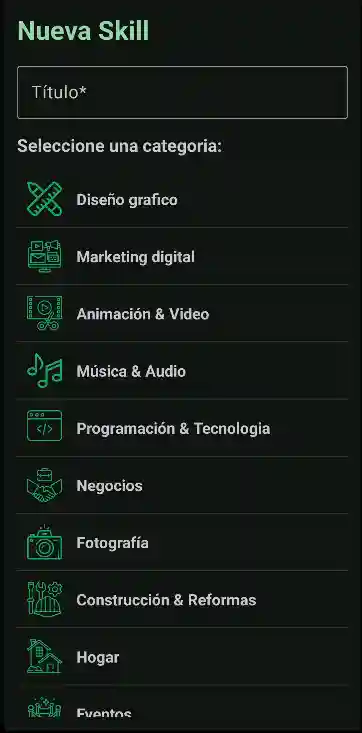 Nueva Skill
Título*
Seleccione una categoria:
Diseño grafico
Marketing digital
Animación & Video
Música & Audio
Programación & Tecnologia
</>
Negocios
Fotografía
Construcción & Reformas
Hogar
Eventos